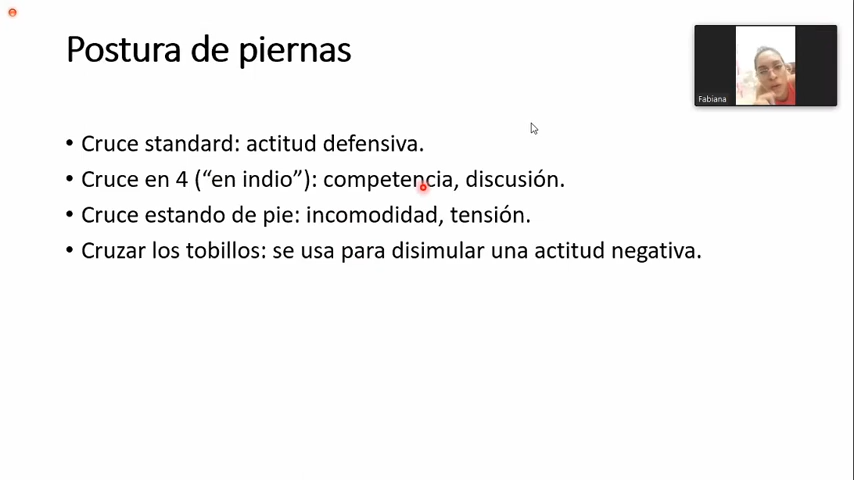 Postura de piernas
Fabiana
• Cruce standard: actitud defensiva.
• Cruce en 4 (“en indio”): competencia, discusión.
• Cruce estando de pie: incomodidad, tensión.
• Cruzar los tobillos: se usa para disimular una actitud negativa.